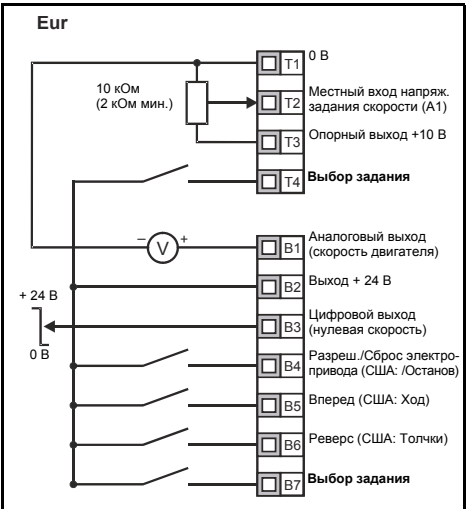 Eur
T1 0 В
10 кОм
(2 кОм мин.)
T2 Местный вход напряж.
задания скорости (A1)
T3 Опорный выход +10 В
T4 Выбор задания
– V +
B1 Аналоговый выход
(скорость двигателя)
B2 Выход + 24 В
+ 24 В
0 В
B3 Цифровой выход
(нулевая скорость)
B4 Разреш./Сброс электро-
привода (США: /Останов)
B5 Вперед (США: Ход)
B6 Реверс (США: Толчки)
B7 Выбор задания